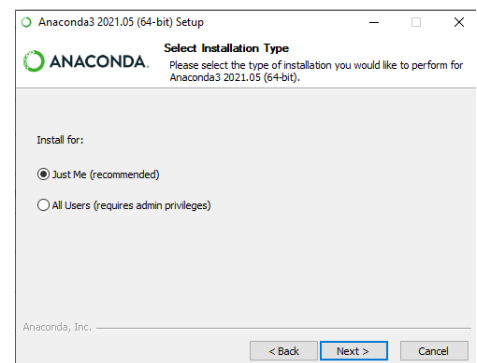 Anaconda3 2021.05 (64-bit) Setup
ANACONDA.
Select Installation Type
Please select the type of installation you would like to perform for
Anaconda3 2021.05 (64-bit).
Install for:
Just Me (recommended)
All Users (requires admin privileges)
Anaconda, Inc.
< Back
Next >
Cancel